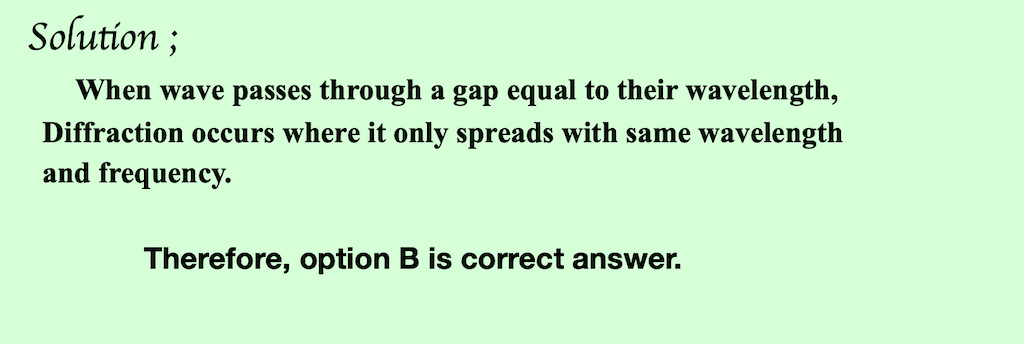 Solution ;
When wave passes through a gap equal to their wavelength,
Diffraction occurs where it only spreads with same wavelength
and frequency.
Therefore, option B is correct answer.